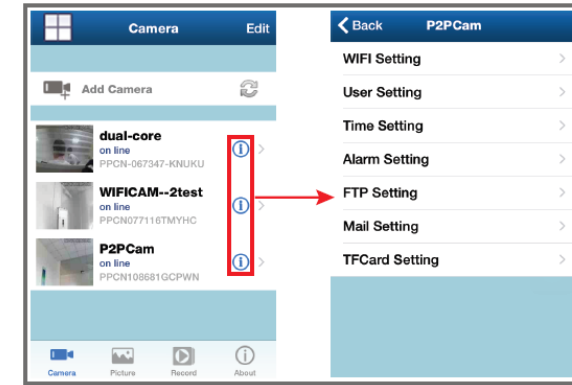 Camera
Edit
Add Camera
dual-core
on line
PPCN-067347-KNUKU
WIFICAM--2test
on line
PPCN077116TMYHC
P2PCam
on line
PPCN108681GCPWN
Camera
Picture
Record
About
Back
P2PCam
WIFI Setting
User Setting
Time Setting
Alarm Setting
FTP Setting
Mail Setting
TFCard Setting